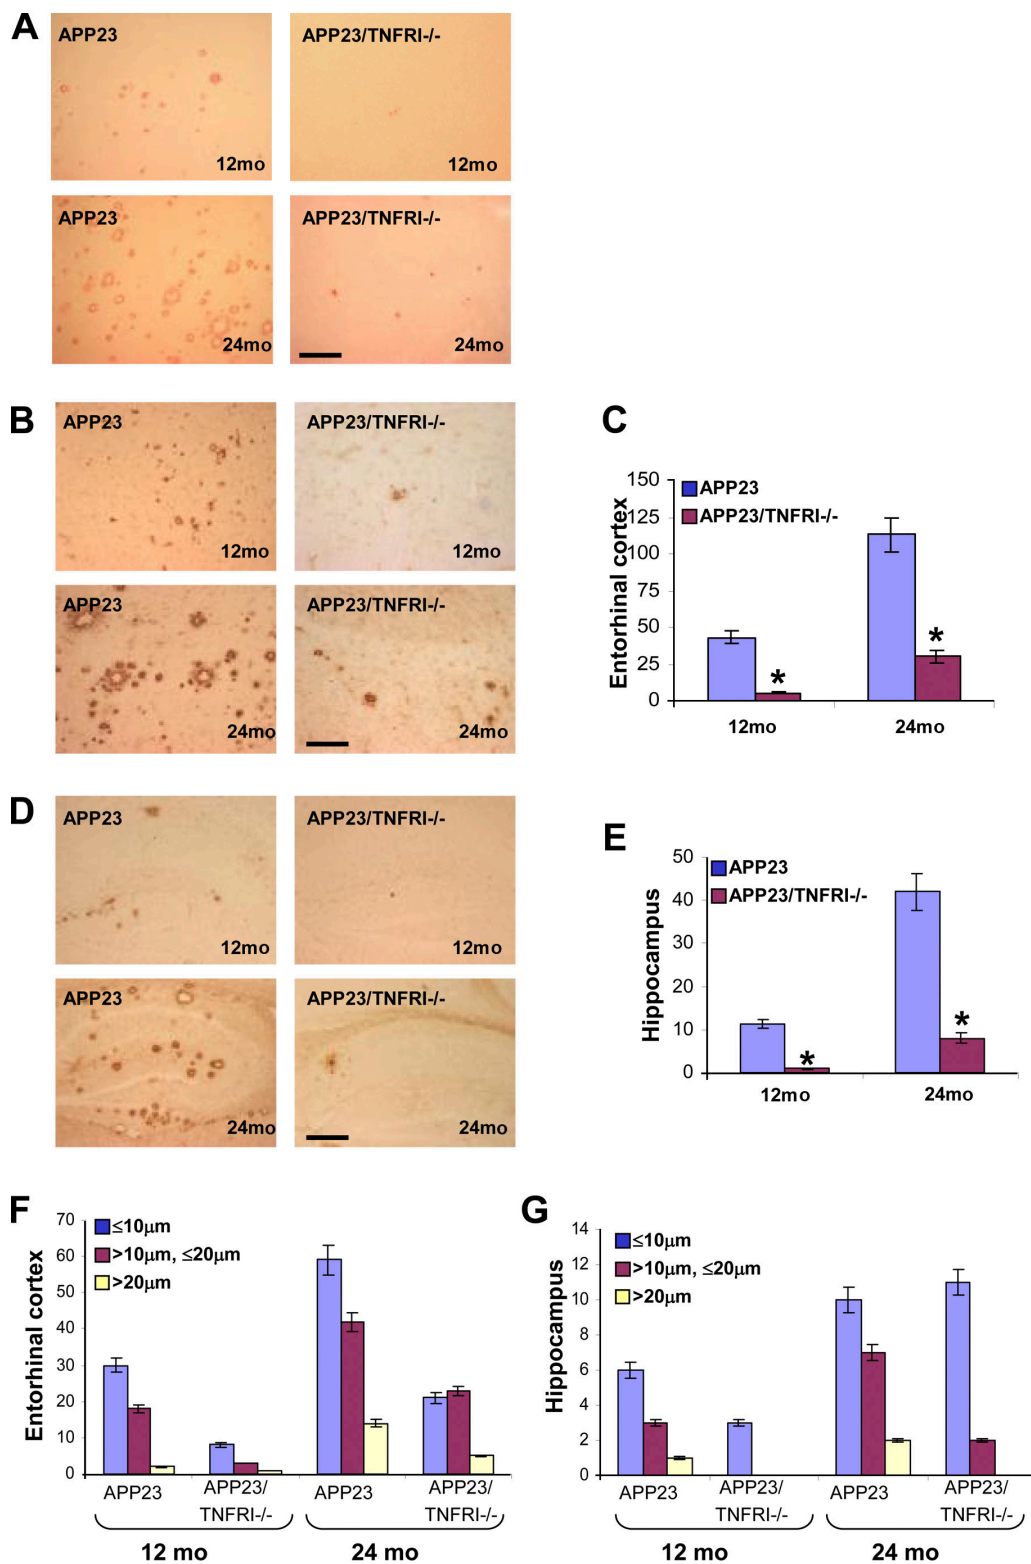 A
APP23
12mo
APP23/TNFRI-/-
12mo
APP23
24mo
APP23/TNFRI-/-
24mo
B
APP23
12mo
APP23/TNFRI-/-
12mo
APP23
24mo
APP23/TNFRI-/-
24mo
C
Entorhinal cortex
150
125
100
75
50
25
0
APP23
APP23/TNFRI-/-
*
*
12mo
24mo
D
APP23
12mo
APP23/TNFRI-/-
12mo
APP23
24mo
APP23/TNFRI-/-
24mo
E
Hippocampus
50
40
30
20
10
0
APP23
APP23/TNFRI-/-
*
*
12mo
24mo
F
Entorhinal cortex
70
60
50
40
30
20
10
0
≤10μm
>10μm, ≤20μm
>20μm
APP23
APP23/
TNFRI-/-
APP23
APP23/
TNFRI-/-
12 mo
24 mo
G
Hippocampus
14
12
10
8
6
4
2
0
≤10μm
>10μm, ≤20μm
>20μm
APP23
APP23/
TNFRI-/-
APP23
APP23/
TNFRI-/-
12 mo
24 mo